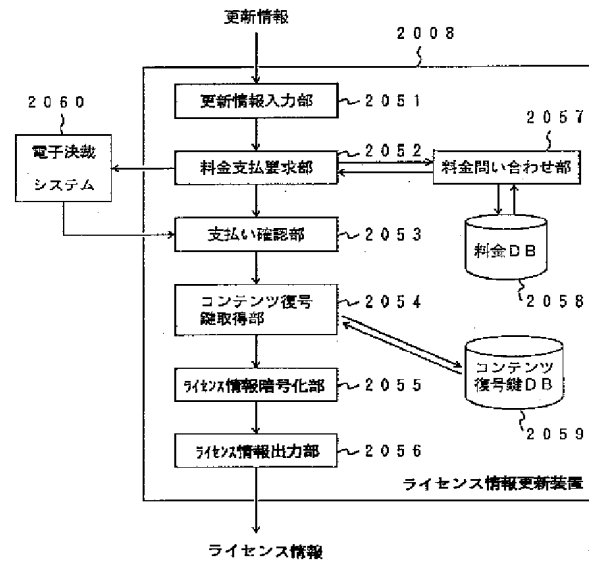 更新情報
2008
更新情報入力部
2051
2060
電子決裁
システム
料金支払要求部
2052
2057
料金問い合わせ部
支払い確認部
2053
料金DB
2058
コンテンツ復号
鍵取得部
2054
コンテンツ
復号鍵DB
2059
ライセンス情報暗号化部
2055
ライセンス情報出力部
2056
ライセンス情報更新装置
ライセンス情報